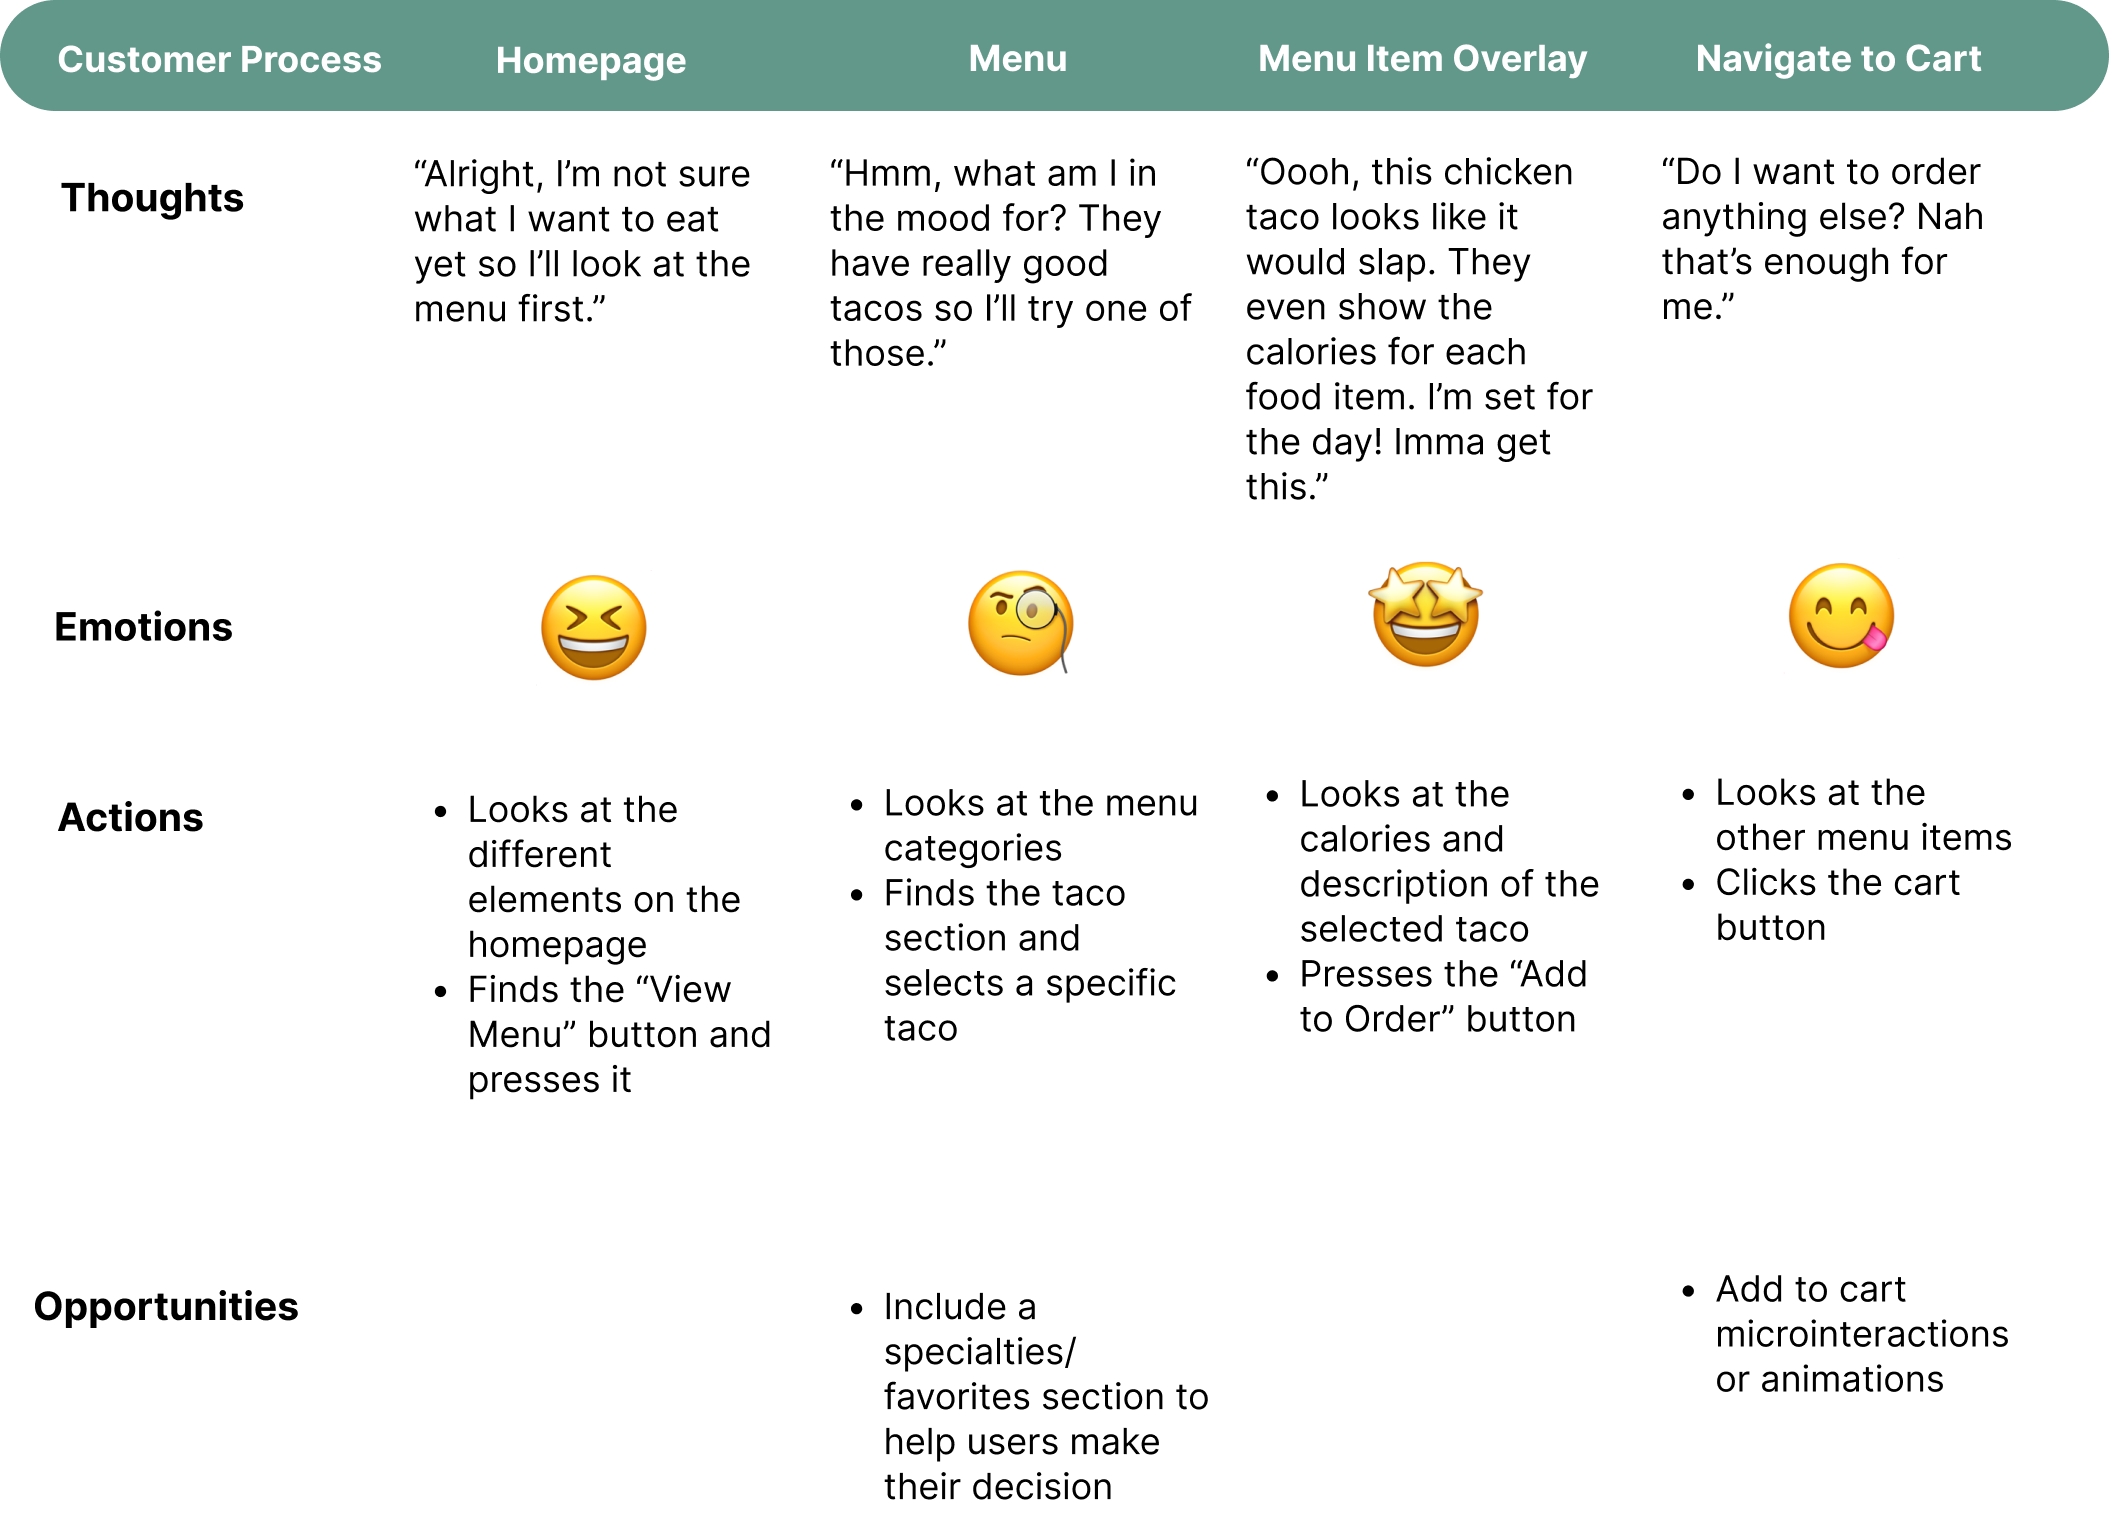 Customer Process
Homepage
Menu
Menu Item Overlay
Navigate to Cart
Thoughts
“Alright, I’m not sure
what I want to eat
yet so I’ll look at the
menu first.”
“Hmm, what am I in
the mood for? They
have really good
tacos so I’ll try one of
those.”
“Oooh, this chicken
taco looks like it
would slap. They
even show the
calories for each
food item. I’m set for
the day! Imma get
this.”
“Do I want to order
anything else? Nah
that’s enough for
me.”
Emotions
Actions
• Looks at the
different
elements on the
homepage
• Finds the “View
Menu” button and
presses it
• Looks at the menu
categories
• Finds the taco
section and
selects a specific
taco
• Looks at the
calories and
description of the
selected taco
• Presses the “Add
to Order” button
• Looks at the
other menu items
• Clicks the cart
button
Opportunities
• Include a
specialties/
favorites section to
help users make
their decision
• Add to cart
microinteractions
or animations